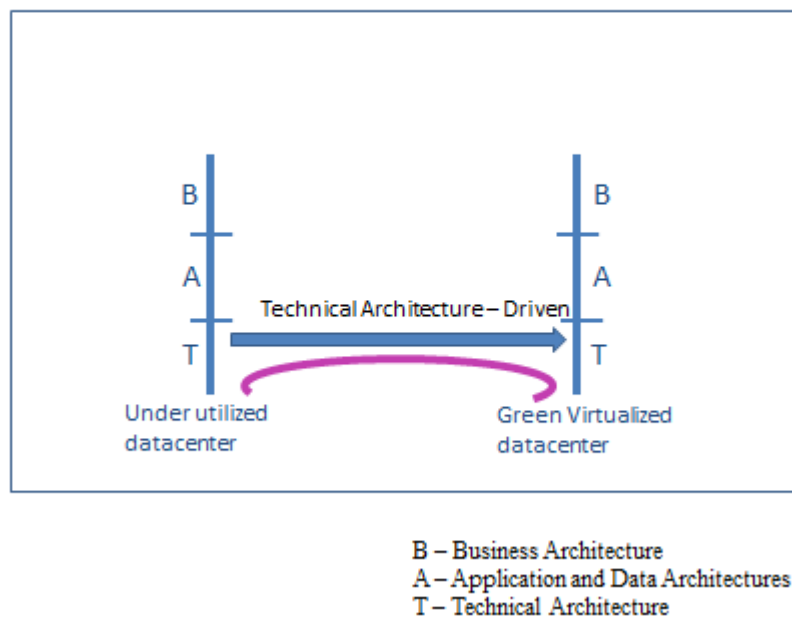 B
B
A
A
Technical Architecture – Driven
T
T
Under utilized
datacenter
Green Virtualized
datacenter
B – Business Architecture
A – Application and Data Architectures
T – Technical Architecture